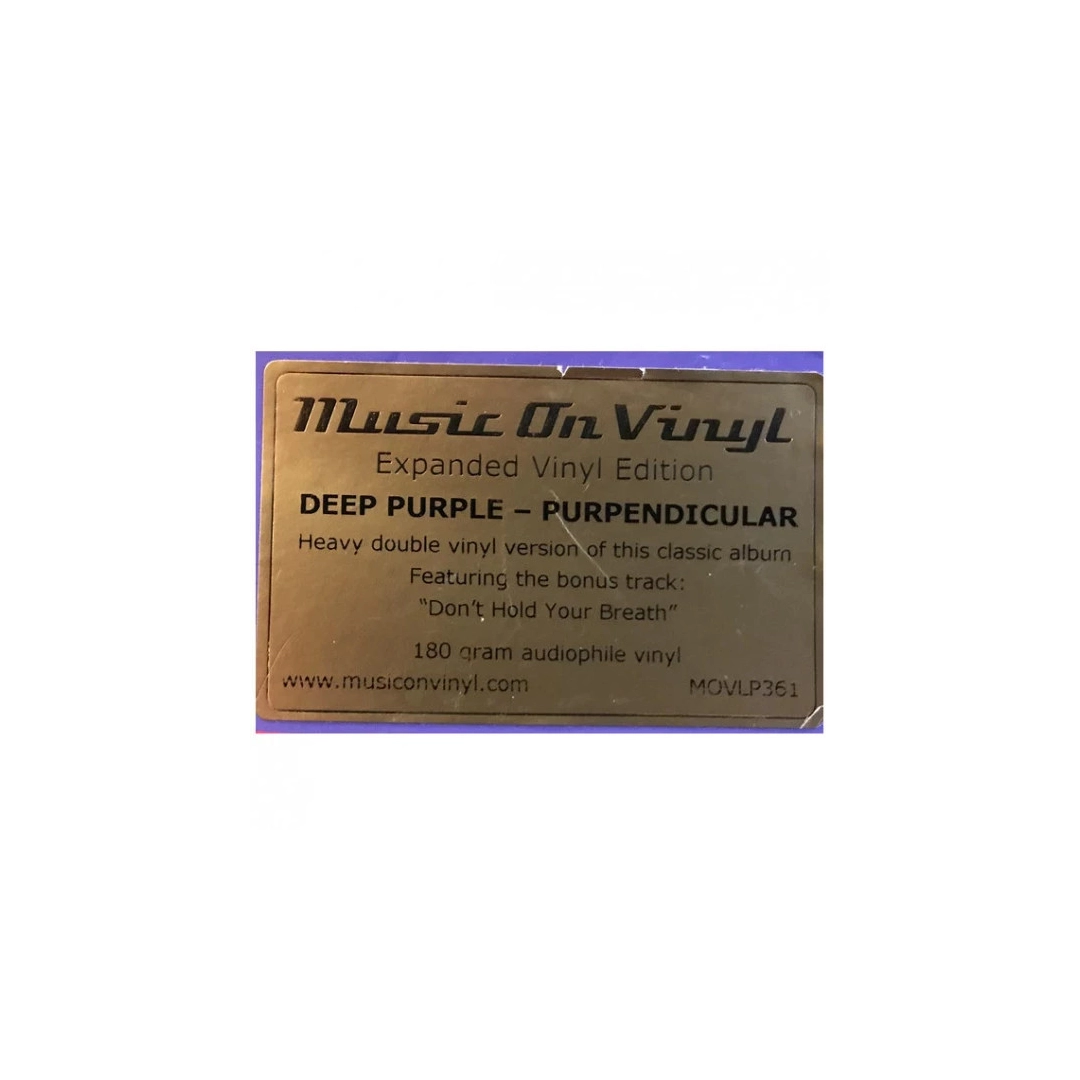 Music On Vinyl
Expanded Vinyl Edition
DEEP PURPLE – PURPENDICULAR
Heavy double vinyl version of this classic album
Featuring the bonus track:
“Don’t Hold Your Breath”
180 gram audiophile vinyl
www.musiconvinyl.com MOVLP361